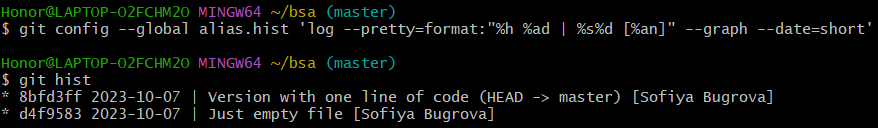 Honor@LAPTOP-O2FCHM2O MINGW64 ~/bsa (master)
$ git config --global alias.hist 'log --pretty=format:"%h %ad | %s%d [%an]" --graph --date=short'
Honor@LAPTOP-O2FCHM2O MINGW64 ~/bsa (master)
$ git hist
* 8bfd3ff 2023-10-07 | Version with one line of code (HEAD -> master) [Sofiya Bugrova]
* d4f9583 2023-10-07 | Just empty file [Sofiya Bugrova]